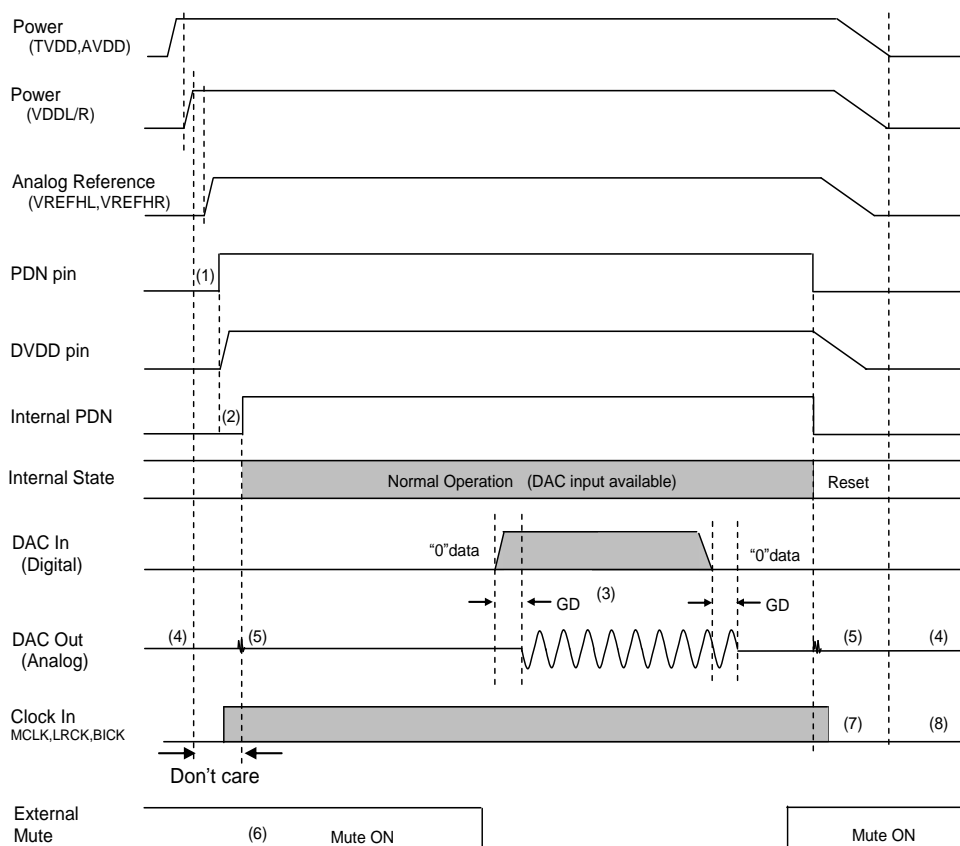 Power
(TVDD,AVDD)
Power
(VDDL/R)
Analog Reference
(VREFHL,VREFHR)
PDN pin
(1)
DVDD pin
Internal PDN
(2)
Internal State
Normal Operation (DAC input available)
Reset
DAC In
(Digital)
“0”data
“0”data
(3)
GD
GD
DAC Out
(Analog)
(4)
(5)
(5)
(4)
Clock In
MCLK,LRCK,BICK
(7)
(8)
Don’t care
External
Mute
(6)
Mute ON
Mute ON